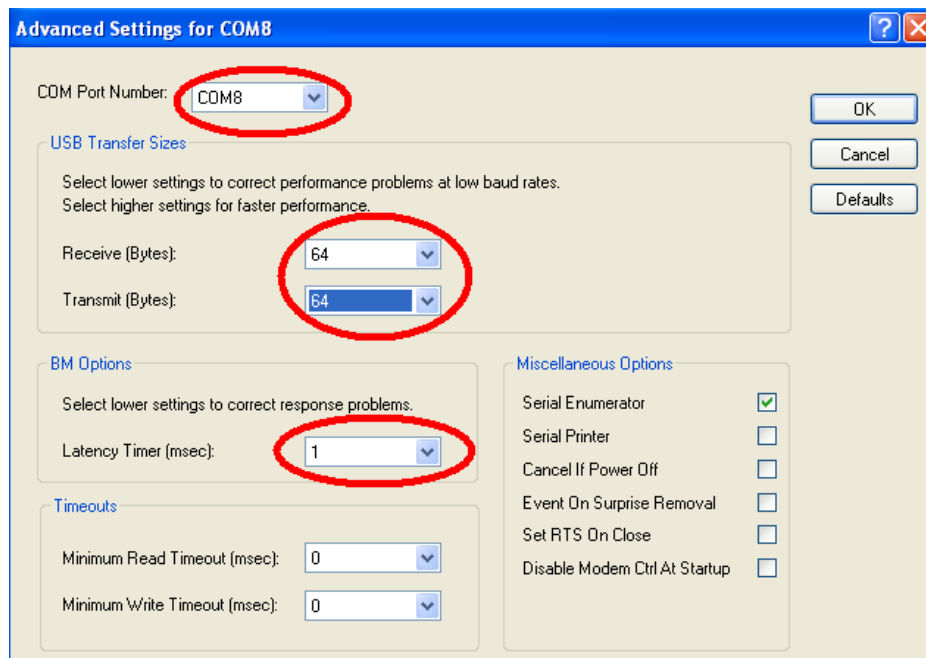 Advanced Settings for COM8
COM Port Number: COM8
OK
Cancel
Defaults
USB Transfer Sizes
Select lower settings to correct performance problems at low baud rates.
Select higher settings for faster performance.
Receive (Bytes): 64
Transmit (Bytes): 64
BM Options
Select lower settings to correct response problems.
Latency Timer (msec): 1
Timeouts
Minimum Read Timeout (msec): 0
Minimum Write Timeout (msec): 0
Miscellaneous Options
Serial Enumerator
Serial Printer
Cancel If Power Off
Event On Surprise Removal
Set RTS On Close
Disable Modem Ctrl At Startup